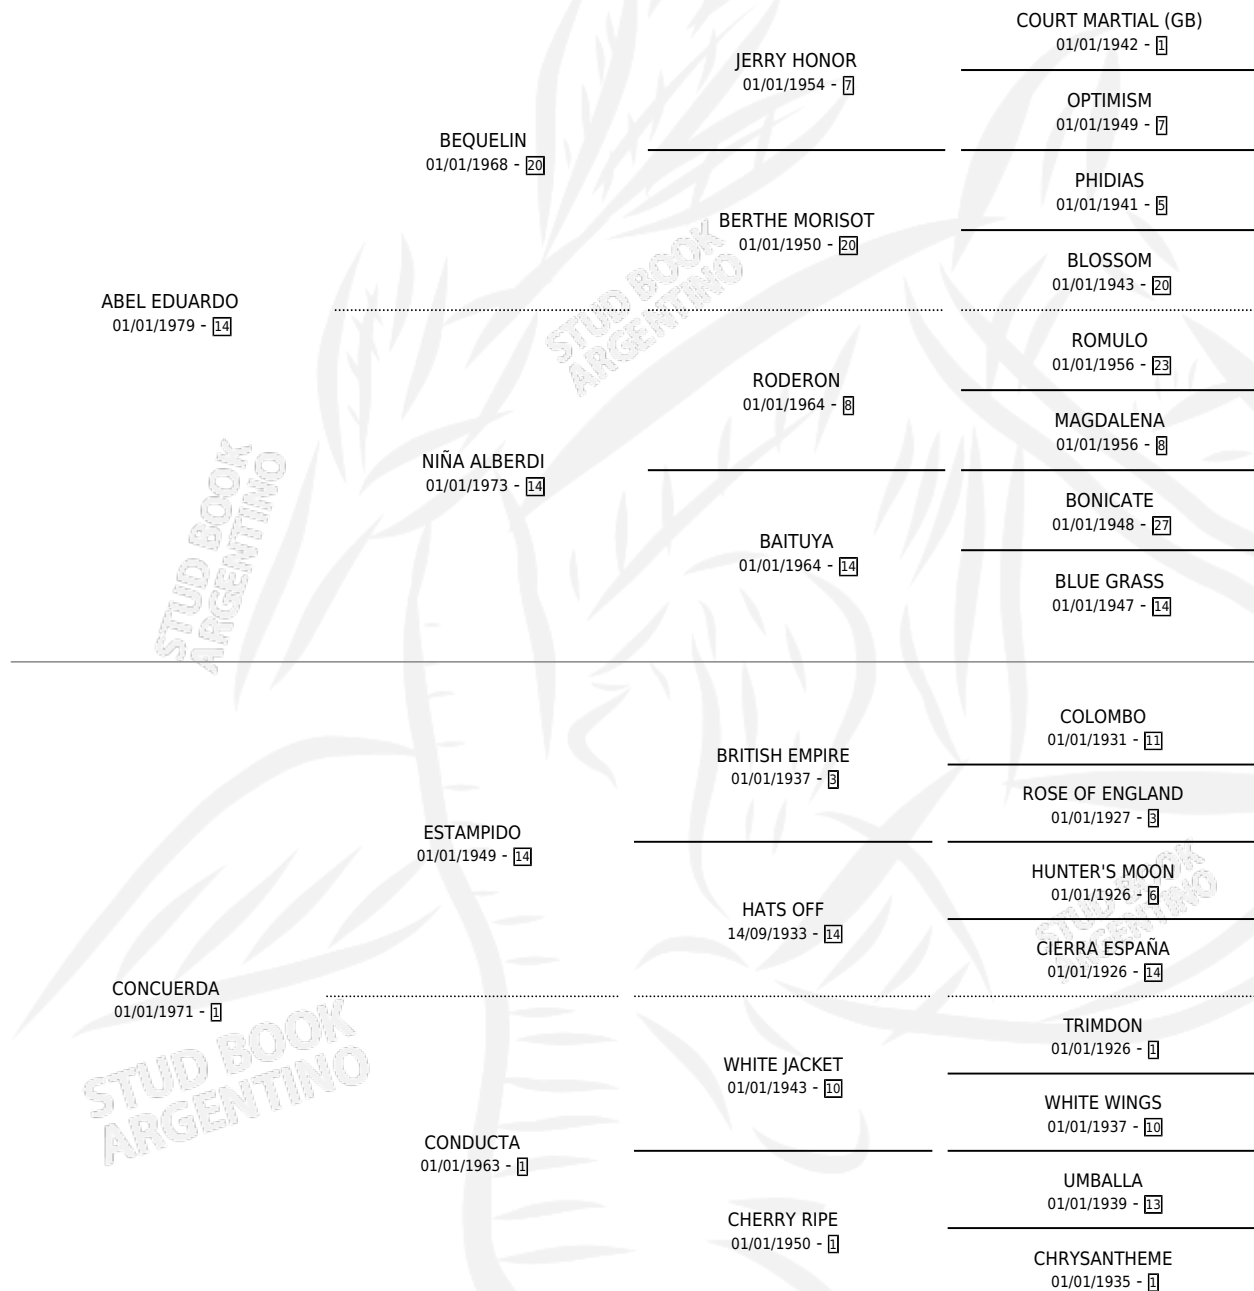 COURT MARTIAL (GB)
01/01/1942 - 1
JERRY HONOR
01/01/1954 - 7
OPTIMISM
01/01/1949 - 7
BEQUELIN
01/01/1968 - 20
PHIDIAS
01/01/1941 - 5
BERTHE MORISOT
01/01/1950 - 20
BLOSSOM
01/01/1943 - 20
ABEL EDUARDO
01/01/1979 - 14
ROMULO
01/01/1956 - 23
RODERON
01/01/1964 - 8
MAGDALENA
01/01/1956 - 8
NIÑA ALBERDI
01/01/1973 - 14
BONICATE
01/01/1948 - 27
BAITUYA
01/01/1964 - 14
BLUE GRASS
01/01/1947 - 14
COLOMBO
01/01/1931 - 11
BRITISH EMPIRE
01/01/1937 - 3
ROSE OF ENGLAND
01/01/1927 - 3
ESTAMPIDO
01/01/1949 - 14
HUNTER'S MOON
01/01/1926 - 6
HATS OFF
14/09/1933 - 14
CIERRA ESPAÑA
01/01/1926 - 14
CONCUERDA
01/01/1971 - 1
TRIMDON
01/01/1926 - 1
WHITE JACKET
01/01/1943 - 10
WHITE WINGS
01/01/1937 - 10
CONDUCTA
01/01/1963 - 1
UMBALLA
01/01/1939 - 13
CHERRY RIPE
01/01/1950 - 1
CHRYSANTHEME
01/01/1935 - 1
STUD BOOK
ARGENTINO
STUD BOOK
ARGENTINO
STUD BOOK
ARGENTINO
STUD BOOK
ARGENTINO